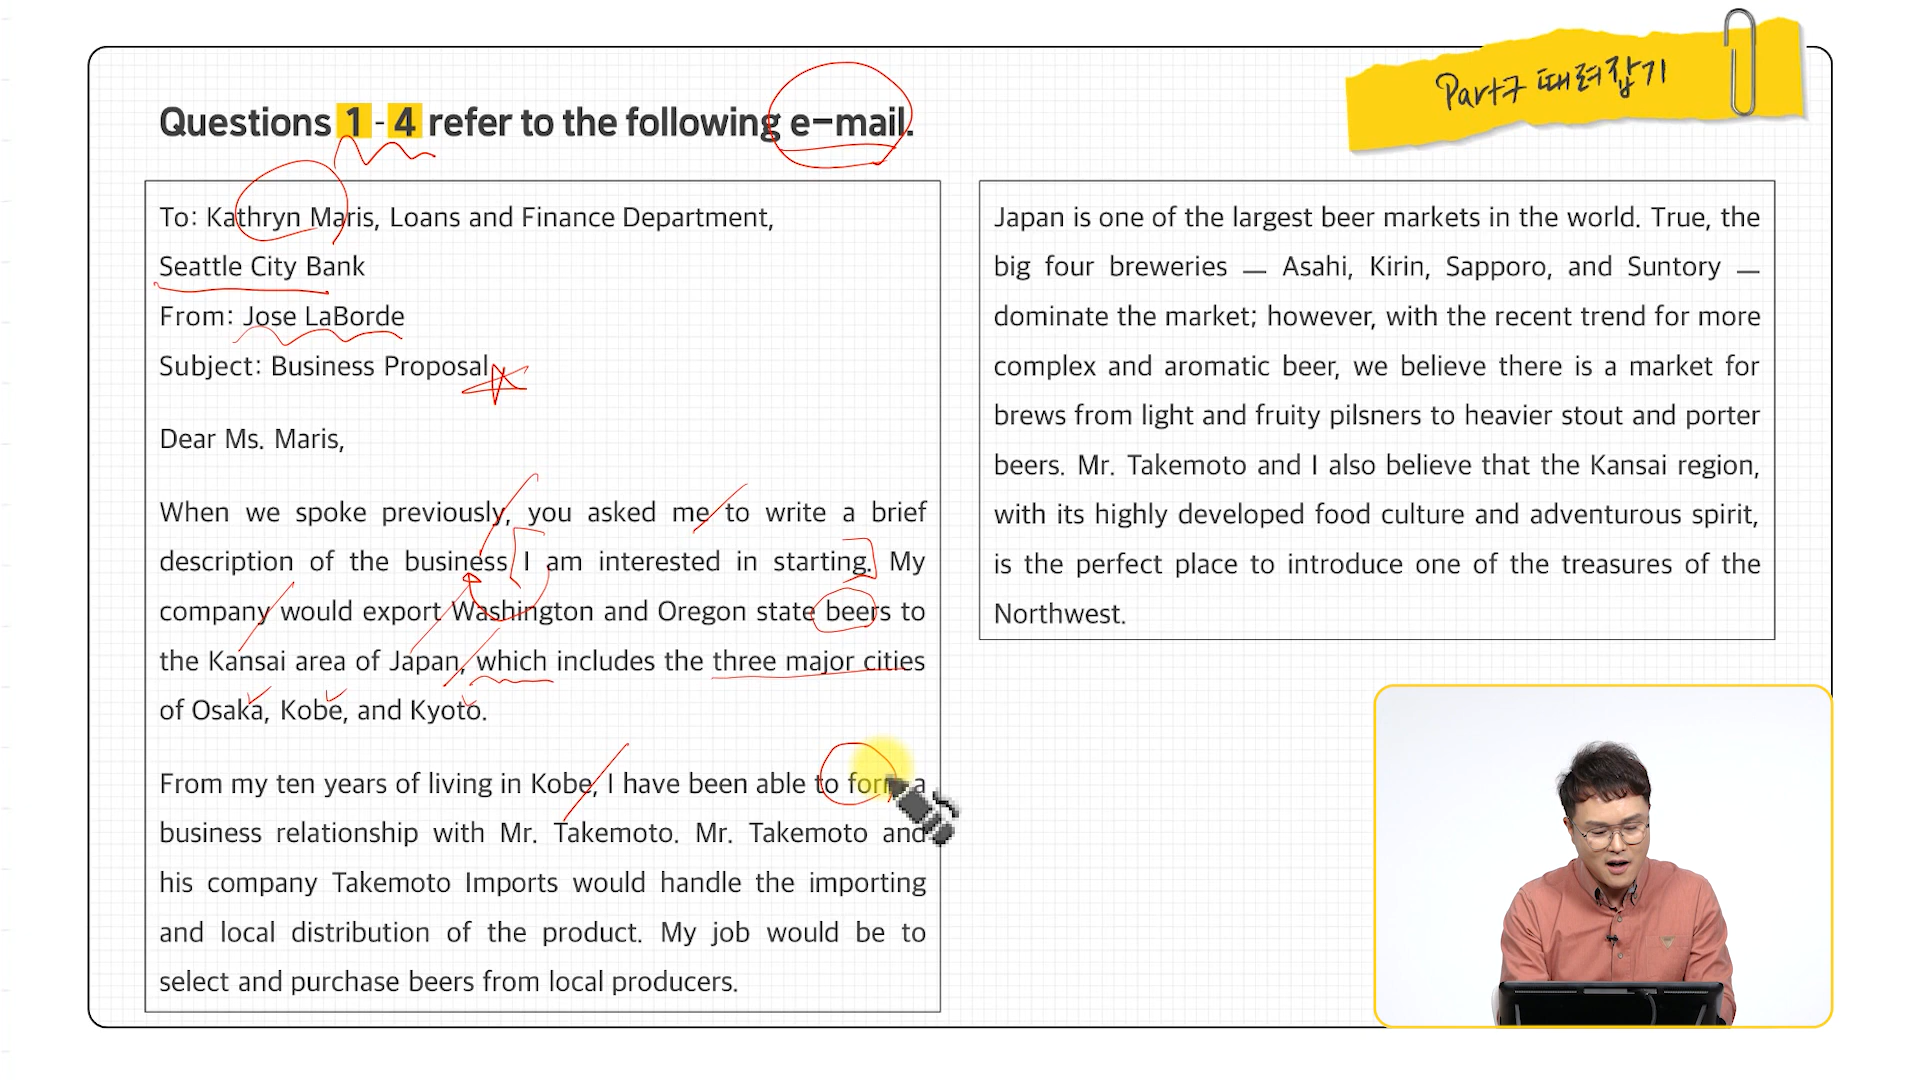 Part7 때려잡기
Questions 1 - 4 refer to the following e-mail.
To: Kathryn Maris, Loans and Finance Department,
Seattle City Bank
From: Jose LaBorde
Subject: Business Proposal
Dear Ms. Maris,
When we spoke previously, you asked me to write a brief
description of the business I am interested in starting. My
company would export Washington and Oregon state beers to
the Kansai area of Japan, which includes the three major cities
of Osaka, Kobe, and Kyoto.
From my ten years of living in Kobe, I have been able to form a
business relationship with Mr. Takemoto. Mr. Takemoto and
his company Takemoto Imports would handle the importing
and local distribution of the product. My job would be to
select and purchase beers from local producers.
Japan is one of the largest beer markets in the world. True, the
big four breweries — Asahi, Kirin, Sapporo, and Suntory —
dominate the market; however, with the recent trend for more
complex and aromatic beer, we believe there is a market for
brews from light and fruity pilsners to heavier stout and porter
beers. Mr. Takemoto and I also believe that the Kansai region,
with its highly developed food culture and adventurous spirit,
is the perfect place to introduce one of the treasures of the
Northwest.